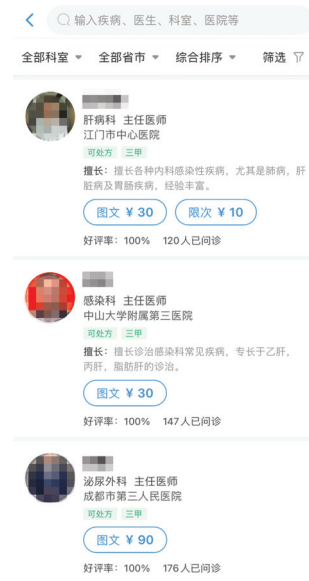 输入疾病、医生、科室、医院等
全部科室 全部省市 综合排序 筛选
肝病科 主任医师
江门市中心医院
可处方 三甲
擅长：擅长各种内科感染性疾病，尤其是肺病，肝
脏病及胃肠疾病，经验丰富。
图文 ¥ 30 限次 ¥ 10
好评率：100% 120人已问诊
感染科 主任医师
中山大学附属第三医院
可处方 三甲
擅长：擅长诊治感染科常见疾病，专长于乙肝，
丙肝，脂肪肝的诊治。
图文 ¥ 30
好评率：100% 147人已问诊
泌尿外科 主任医师
成都市第三人民医院
可处方 三甲
图文 ¥ 90
好评率：100% 176人已问诊